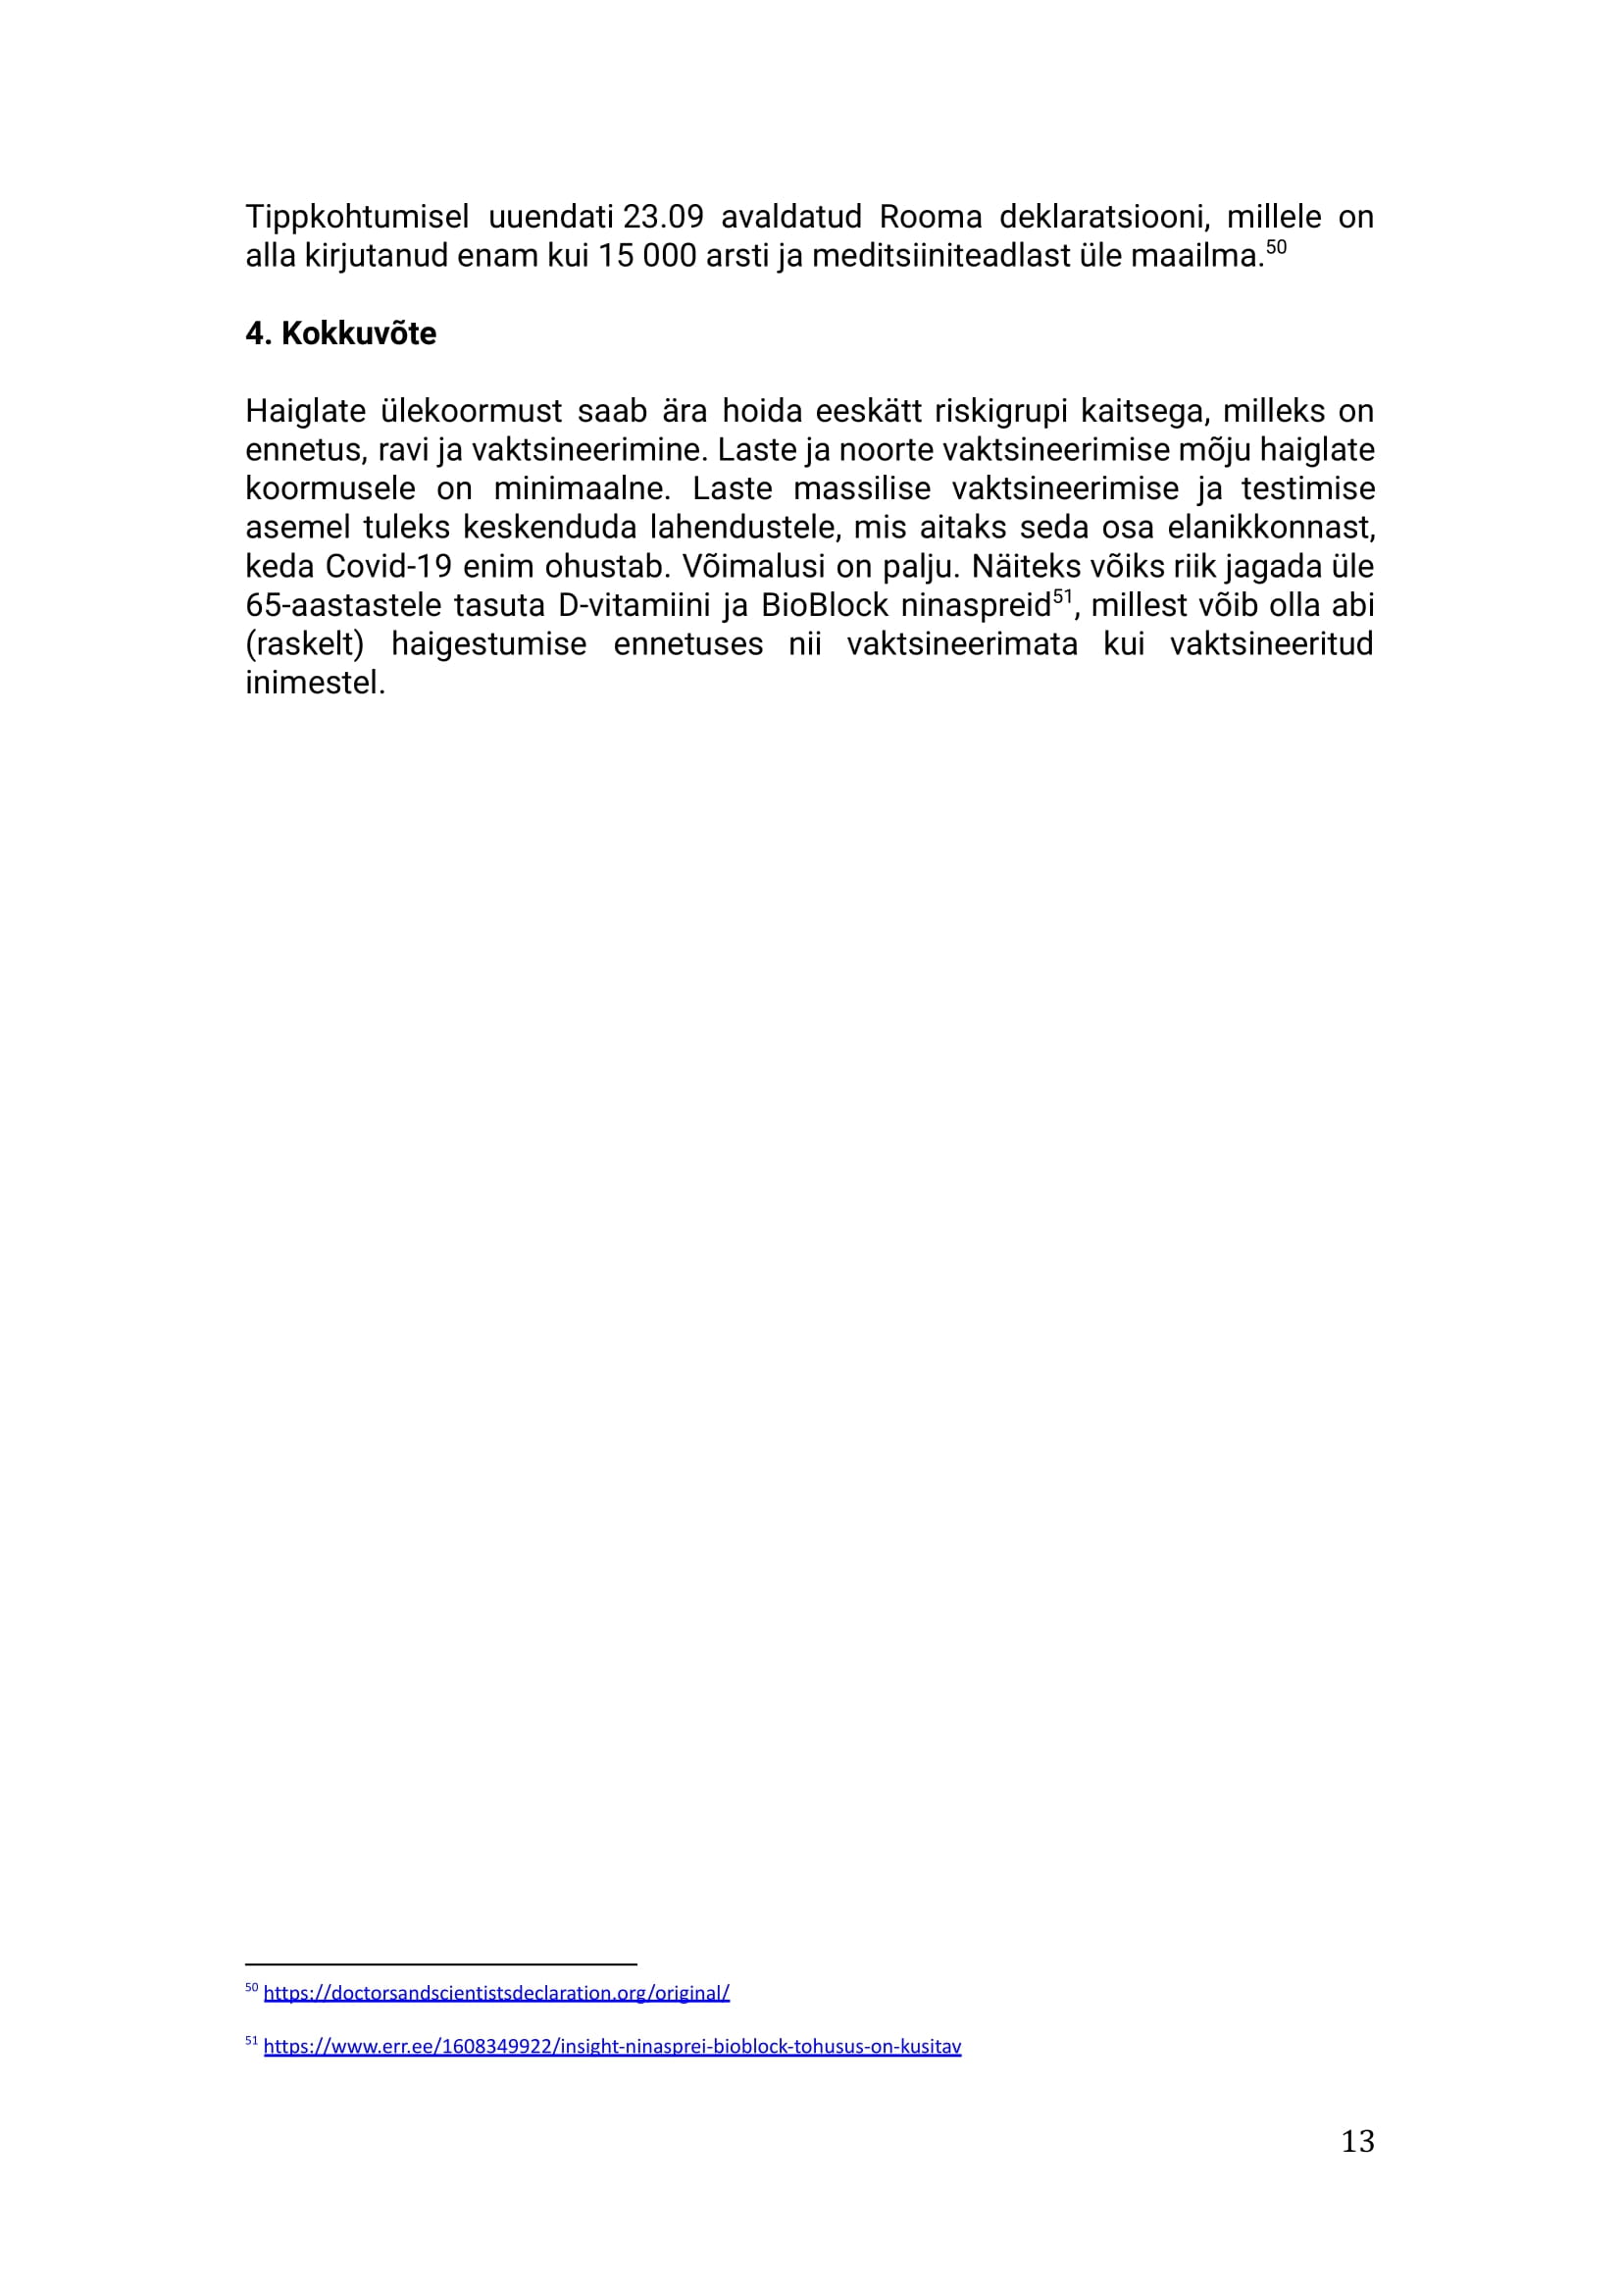 Tippkohtumisel uuendati 23.09 avaldatud Rooma deklaratsiooni, millele on
alla kirjutanud enam kui 15 000 arsti ja meditsiiniteadlast üle maailma.50
4. Kokkuvõte
Haiglate ülekoormust saab ära hoida eeskätt riskigrupi kaitsega, milleks on
ennetus, ravi ja vaktsineerimine. Laste ja noorte vaktsineerimise mõju haiglate
koormusele on minimaalne. Laste massilise vaktsineerimise ja testimise
asemel tuleks keskenduda lahendustele, mis aitaks seda osa elanikkonnast,
keda Covid-19 enim ohustab. Võimalusi on palju. Näiteks võiks riik jagada üle
65-aastastele tasuta D-vitamiini ja BioBlock ninaspreid51, millest võib olla abi
(raskelt) haigestumise ennetuses nii vaktsineerimata kui vaktsineeritud
inimestel.
50 https://doctorsandscientistsdeclaration.org/original/
51 https://www.err.ee/1608349922/insight-ninasprei-bioblock-tohusus-on-kusitav
13